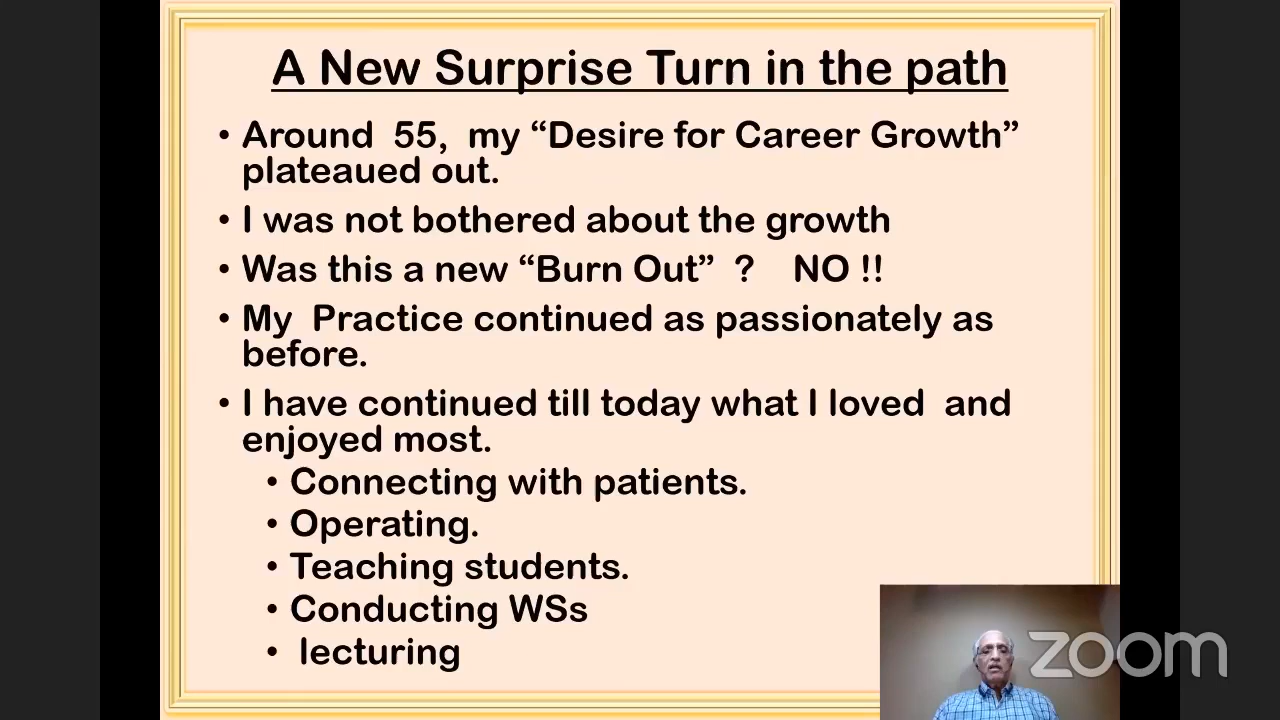 A New Surprise Turn in the path
• Around 55, my “Desire for Career Growth”
plateaued out.
• I was not bothered about the growth
• Was this a new “Burn Out” ? NO !!
• My Practice continued as passionately as
before.
• I have continued till today what I loved and
enjoyed most.
• Connecting with patients.
• Operating.
• Teaching students.
• Conducting WSs
• lecturing
zoom